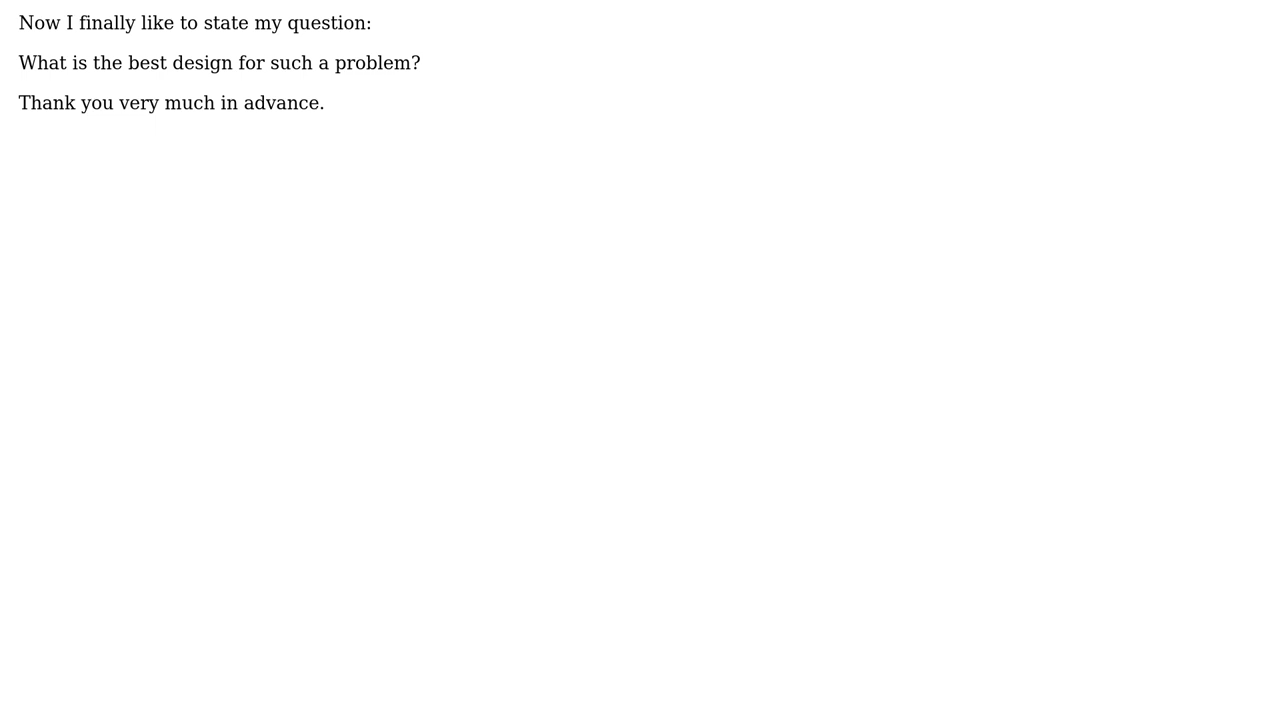 Now I finally like to state my question:
What is the best design for such a problem?
Thank you very much in advance.